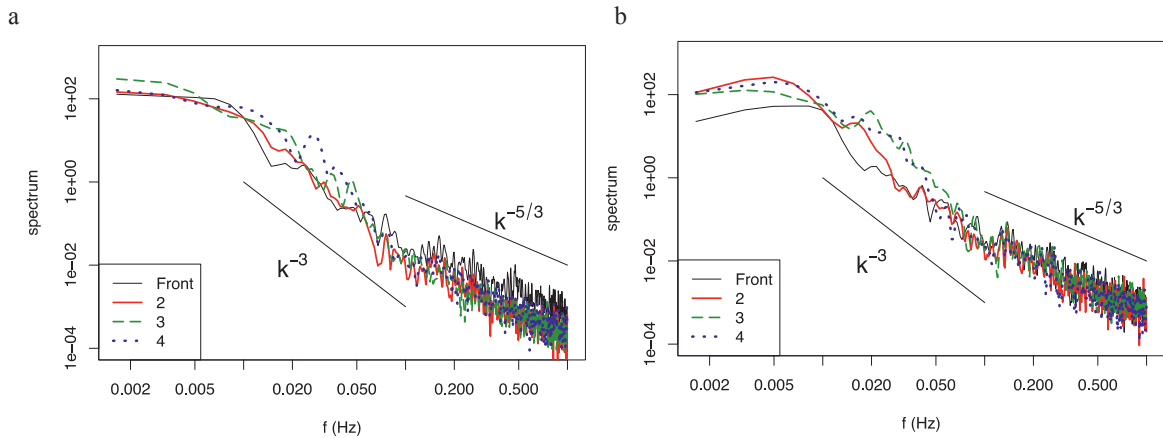 a
spectrum
1e-04
1e-02
1e+00
1e+02
k-3
k-5/3
Front
2
3
4
0.002
0.005
0.020
0.050
0.200
0.500
f (Hz)
b
spectrum
1e-04
1e-02
1e+00
1e+02
k-3
k-5/3
Front
2
3
4
0.002
0.005
0.020
0.050
0.200
0.500
f (Hz)